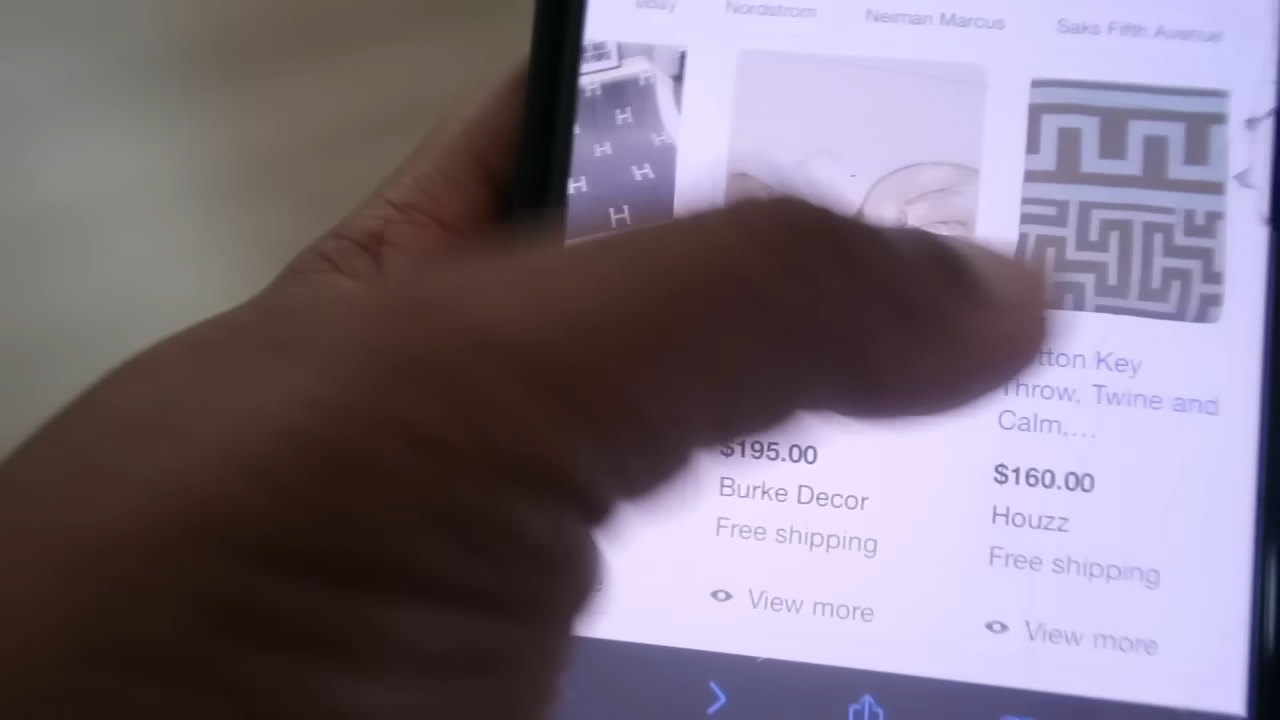 eBay Nordstrom Neiman Marcus Saks Fifth Avenue
H H
H
H H
H
H H
H
tton Key
Throw, Twine and
Calm,...
$195.00 $160.00
Burke Decor Houzz
Free shipping Free shipping
View more View more